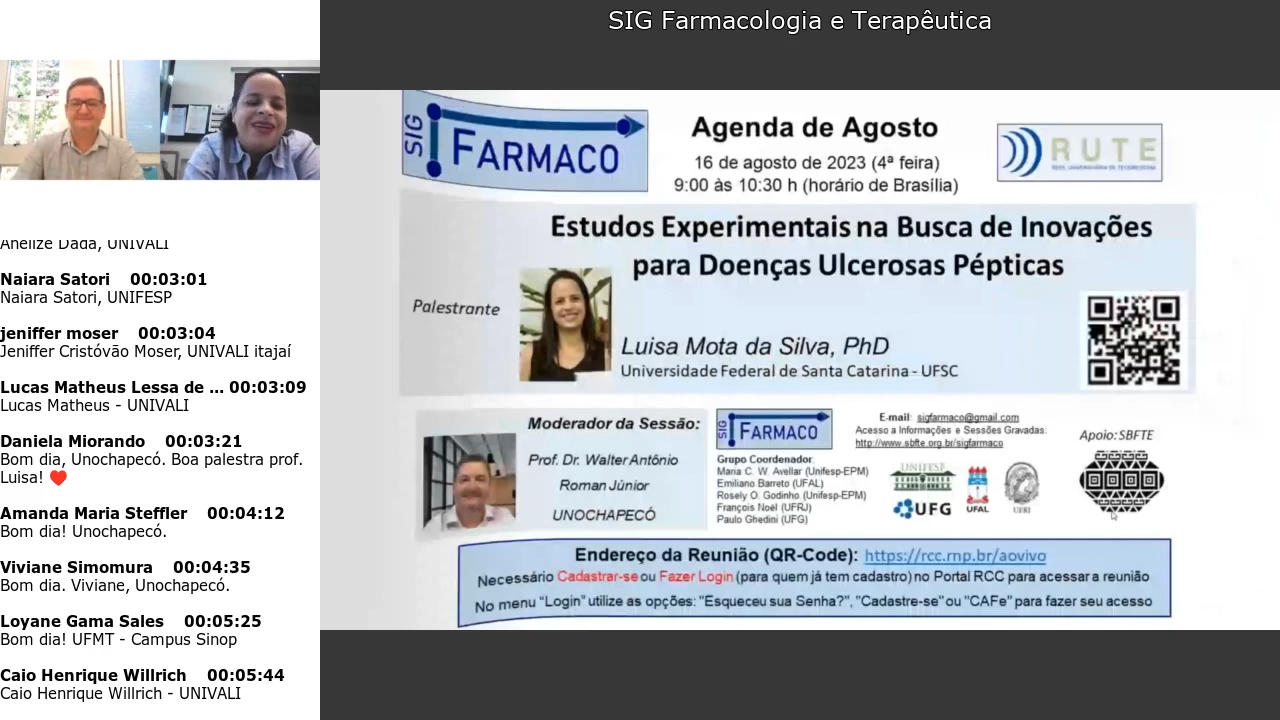 SIG Farmacologia e Terapêutica
Anelize Dada, UNIVALI
Naiara Satori 00:03:01
Naiara Satori, UNIFESP
jeniffer moser 00:03:04
Jeniffer Cristóvão Moser, UNIVALI itajaí
Lucas Matheus Lessa de ... 00:03:09
Lucas Matheus - UNIVALI
Daniela Miorando 00:03:21
Bom dia, Unochapecó. Boa palestra prof.
Luisa! ❤️
Amanda Maria Steffler 00:04:12
Bom dia! Unochapecó.
Viviane Simomura 00:04:35
Bom dia. Viviane, Unochapecó.
Loyane Gama Sales 00:05:25
Bom dia! UFMT - Campus Sinop
Caio Henrique Willrich 00:05:44
Caio Henrique Willrich - UNIVALI
SIG FARMACO
Agenda de Agosto
16 de agosto de 2023 (4ª feira)
9:00 às 10:30 h (horário de Brasília)
RUTE
Estudos Experimentais na Busca de Inovações
para Doenças Ulcerosas Pépticas
Palestrante
Luisa Mota da Silva, PhD
Universidade Federal de Santa Catarina - UFSC
Moderador da Sessão:
Prof. Dr. Walter Antônio
Roman Júnior
UNOCHAPECÓ
SIG FARMACO
Grupo Coordenador:
Maria C. W. Avellar (Unifesp-EPM)
Emiliano Barreto (UFAL)
Rosely O. Godinho (Unifesp-EPM)
François Noël (UFRJ)
Paulo Ghedini (UFG)
E-mail: sigfarmaco@gmail.com
Acesso a Informações e Sessões Gravadas:
http://www.sbfte.org.br/sigfarmaco
UNIFESP
UFG
UFAL
UFRJ
Apoio: SBFTE
Endereço da Reunião (QR-Code): https://rcc.rnp.br/aovivo
Necessário Cadastrar-se ou Fazer Login (para quem já tem cadastro) no Portal RCC para acessar a reunião
No menu “Login” utilize as opções: "Esqueceu sua Senha?", "Cadastre-se" ou "CAFe" para fazer seu acesso